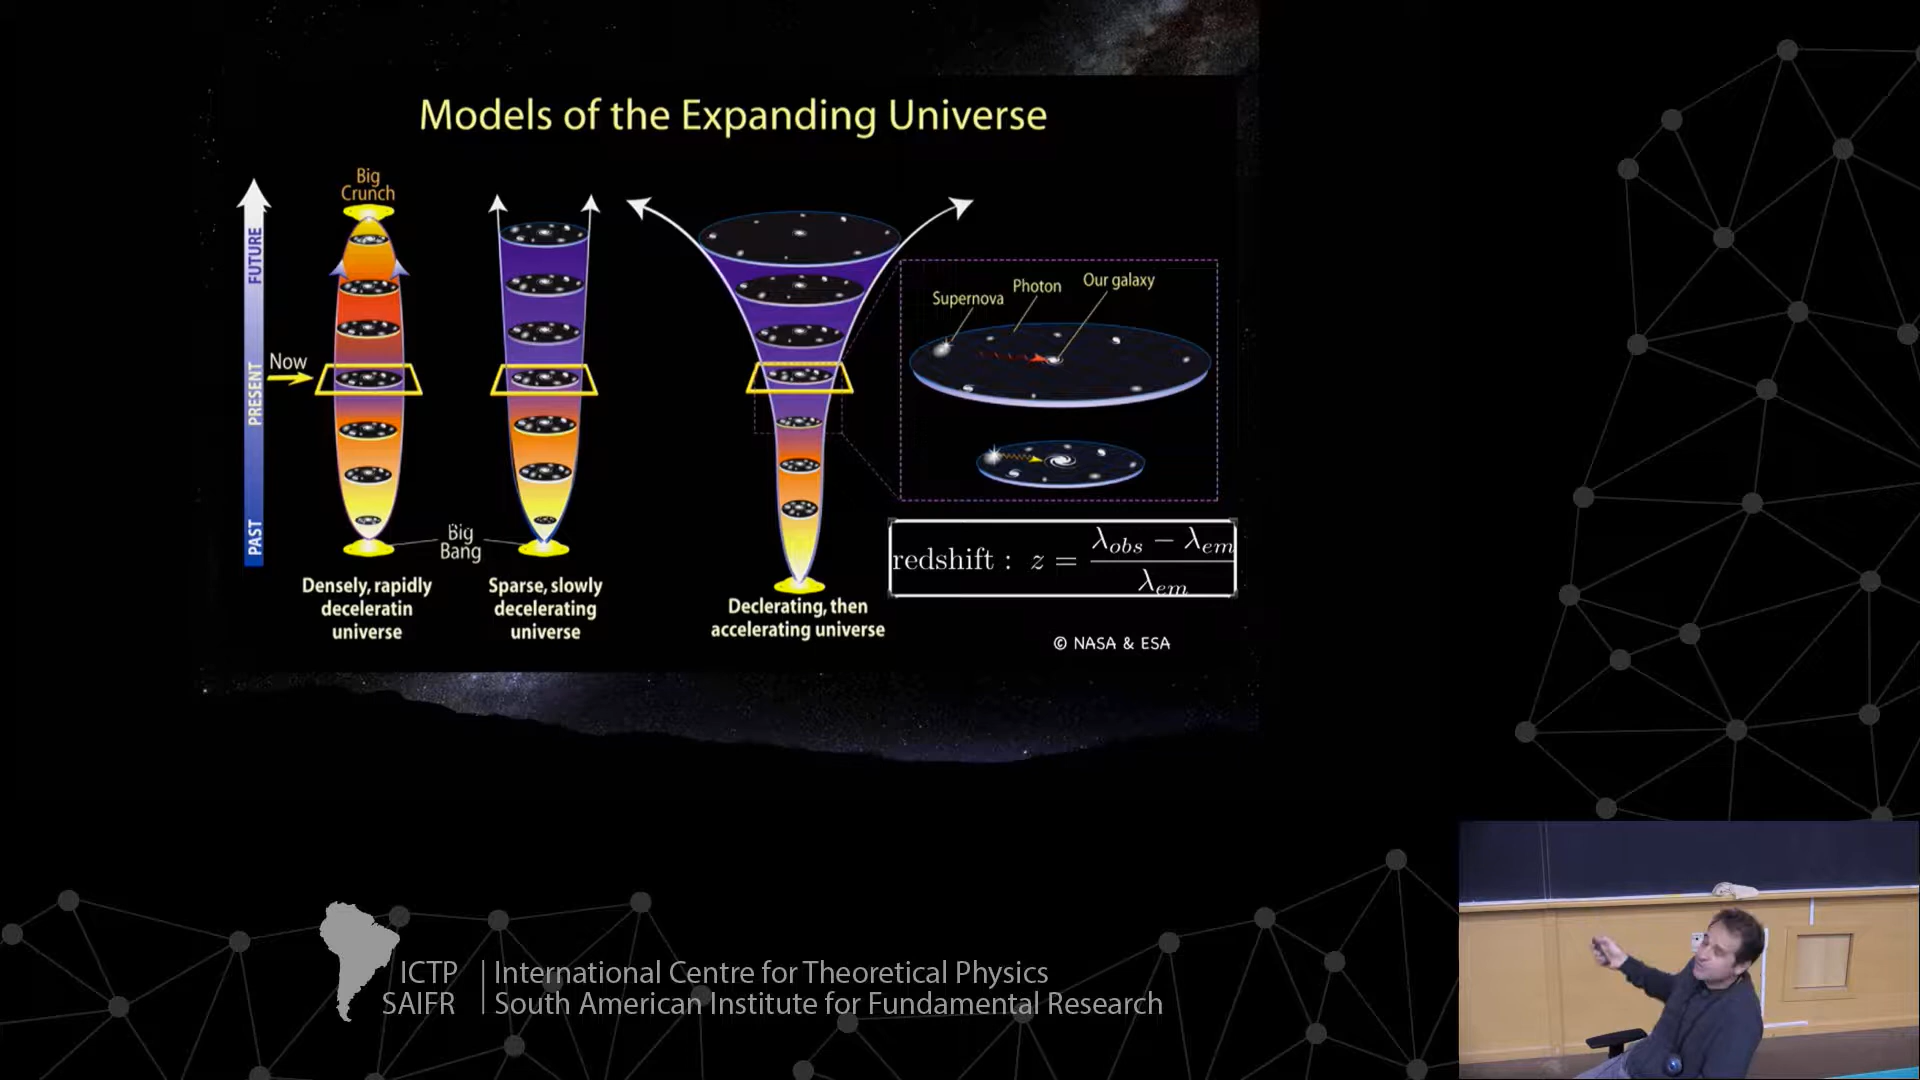 Models of the Expanding Universe
Big
Crunch
FUTURE
PRESENT
PAST
Now
Big
Bang
Densely, rapidly
deceleratin
universe
Sparse, slowly
decelerating
universe
Declerating, then
accelerating universe
Supernova
Photon
Our galaxy
redshift : z = (λobs − λem) / λem
© NASA & ESA
ICTP
SAIFR
International Centre for Theoretical Physics
South American Institute for Fundamental Research